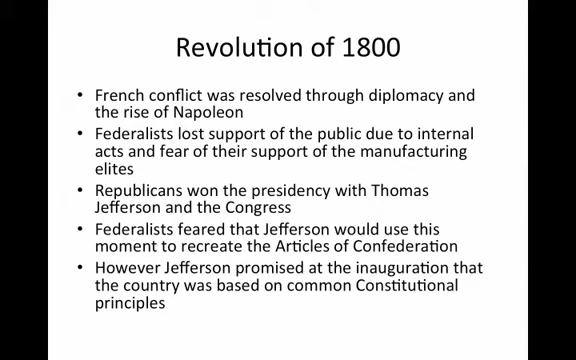 Revolution of 1800
• French conflict was resolved through diplomacy and
the rise of Napoleon
• Federalists lost support of the public due to internal
acts and fear of their support of the manufacturing
elites
• Republicans won the presidency with Thomas
Jefferson and the Congress
• Federalists feared that Jefferson would use this
moment to recreate the Articles of Confederation
• However Jefferson promised at the inauguration that
the country was based on common Constitutional
principles